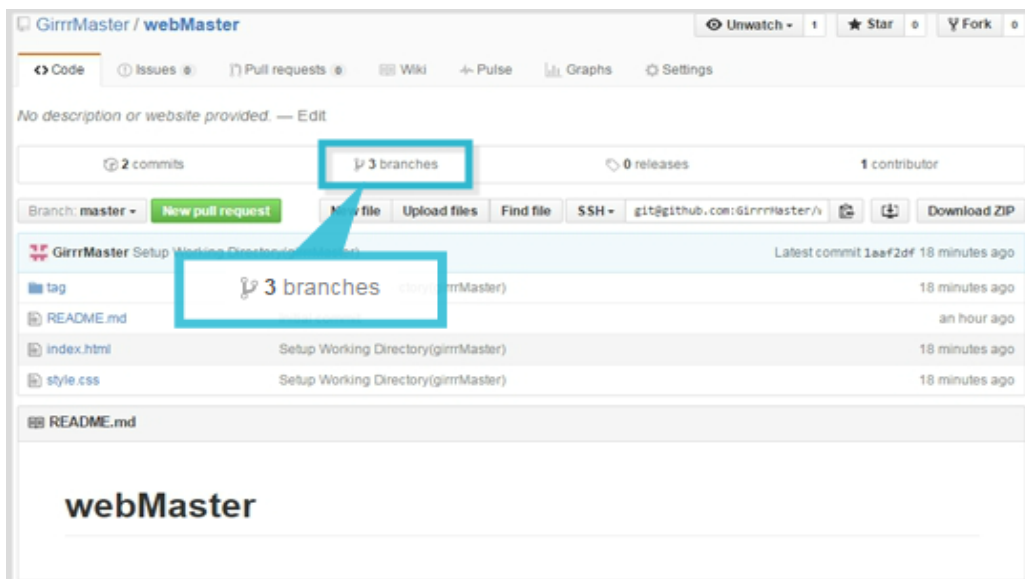 GirrrMaster / webMaster
Unwatch 1 Star 0 Fork 0
Code Issues 0 Pull requests 0 Wiki Pulse Graphs Settings
No description or website provided. — Edit
2 commits 3 branches 0 releases 1 contributor
Branch: master New pull request New file Upload files Find file SSH git@github.com:GirrrMaster/ Download ZIP
GirrrMaster Setup Working Directory(girrrMaster) Latest commit 1aaf2df 18 minutes ago
3 branches
tag 18 minutes ago
README.md an hour ago
index.html Setup Working Directory(girrrMaster) 18 minutes ago
style.css Setup Working Directory(girrrMaster) 18 minutes ago
README.md
webMaster